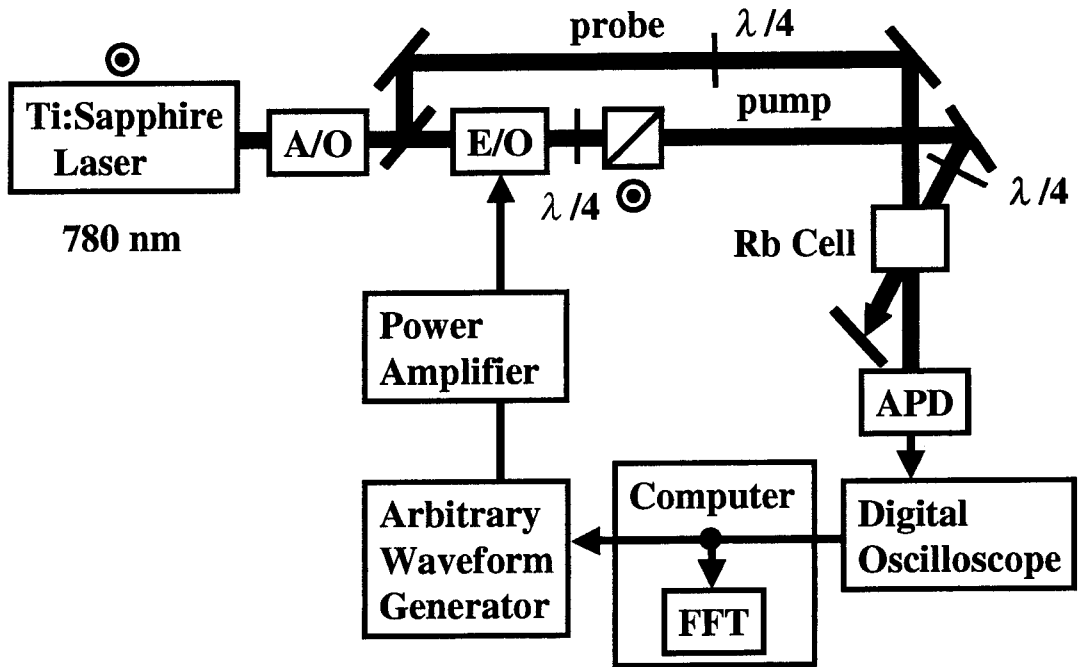 probe
λ/4
Ti:Sapphire
Laser
A/O
E/O
pump
λ/4
λ/4
780 nm
Rb Cell
Power
Amplifier
APD
Computer
Arbitrary
Waveform
Generator
Digital
Oscilloscope
FFT